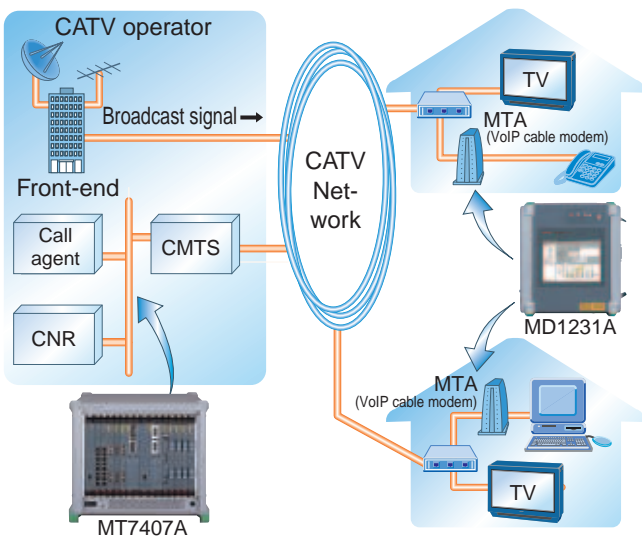 CATV operator
Broadcast signal
Front-end
Call
agent
CMTS
CNR
MT7407A
CATV
Net-
work
TV
MTA
(VoIP cable modem)
MD1231A
MTA
(VoIP cable modem)
TV